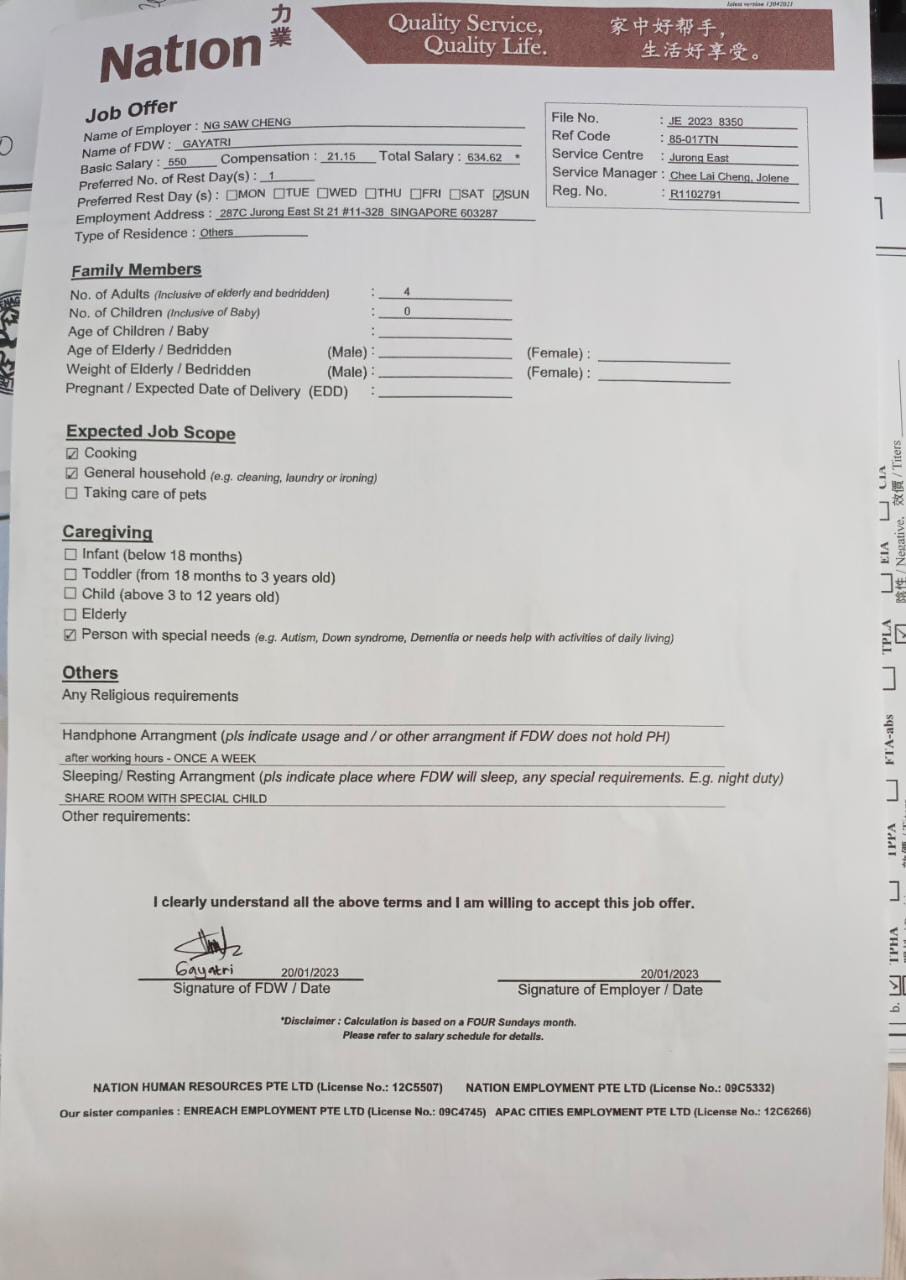 latest version 13042021
Nation 力業
Quality Service,
Quality Life.
家中好帮手,
生活好享受。
Job Offer
Name of Employer : NG SAW CHENG
Name of FDW : GAYATRI
Basic Salary : 550 Compensation : 21.15 Total Salary : 634.62 *
Preferred No. of Rest Day(s) : 1
Preferred Rest Day (s) : ☐MON ☐TUE ☐WED ☐THU ☐FRI ☐SAT ☑SUN
Employment Address : 287C Jurong East St 21 #11-328 SINGAPORE 603287
Type of Residence : Others
File No. : JE_2023_8350
Ref Code : 85-017TN
Service Centre : Jurong East
Service Manager : Chee Lai Cheng, Jolene
Reg. No. : R1102791
Family Members
No. of Adults (Inclusive of elderly and bedridden) : 4
No. of Children (Inclusive of Baby) : 0
Age of Children / Baby :
Age of Elderly / Bedridden (Male) : (Female) :
Weight of Elderly / Bedridden (Male) : (Female) :
Pregnant / Expected Date of Delivery (EDD) :
Expected Job Scope
☑ Cooking
☑ General household (e.g. cleaning, laundry or ironing)
☐ Taking care of pets
Caregiving
☐ Infant (below 18 months)
☐ Toddler (from 18 months to 3 years old)
☐ Child (above 3 to 12 years old)
☐ Elderly
☑ Person with special needs (e.g. Autism, Down syndrome, Dementia or needs help with activities of daily living)
Others
Any Religious requirements
Handphone Arrangment (pls indicate usage and / or other arrangment if FDW does not hold PH)
after working hours - ONCE A WEEK
Sleeping/ Resting Arrangment (pls indicate place where FDW will sleep, any special requirements. E.g. night duty)
SHARE ROOM WITH SPECIAL CHILD
Other requirements:
I clearly understand all the above terms and I am willing to accept this job offer.
Gayatri 20/01/2023
Signature of FDW / Date
20/01/2023
Signature of Employer / Date
*Disclaimer : Calculation is based on a FOUR Sundays month.
Please refer to salary schedule for details.
NATION HUMAN RESOURCES PTE LTD (License No.: 12C5507) NATION EMPLOYMENT PTE LTD (License No.: 09C5332)
Our sister companies : ENREACH EMPLOYMENT PTE LTD (License No.: 09C4745) APAC CITIES EMPLOYMENT PTE LTD (License No.: 12C6266)
b. ☑ TPHA ☐ TPPA ☐ FTA-abs ☐ TPLA ☐ EIA ☐ CIA
陰性 / Negative, 效價 / Titers